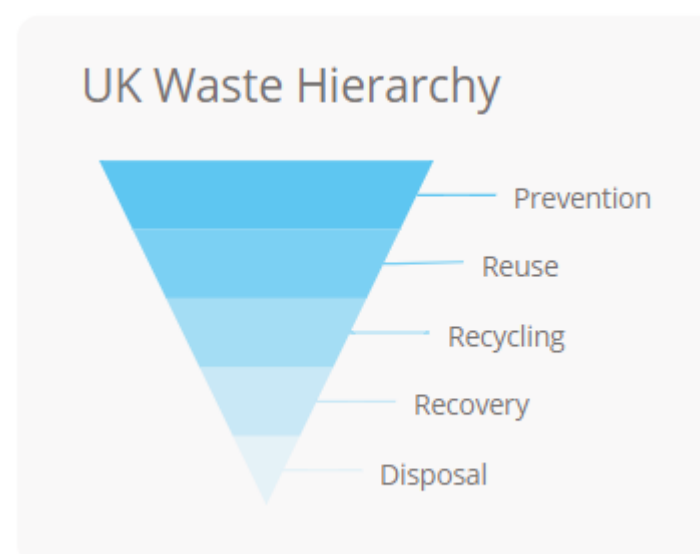 UK Waste Hierarchy
Prevention
Reuse
Recycling
Recovery
Disposal